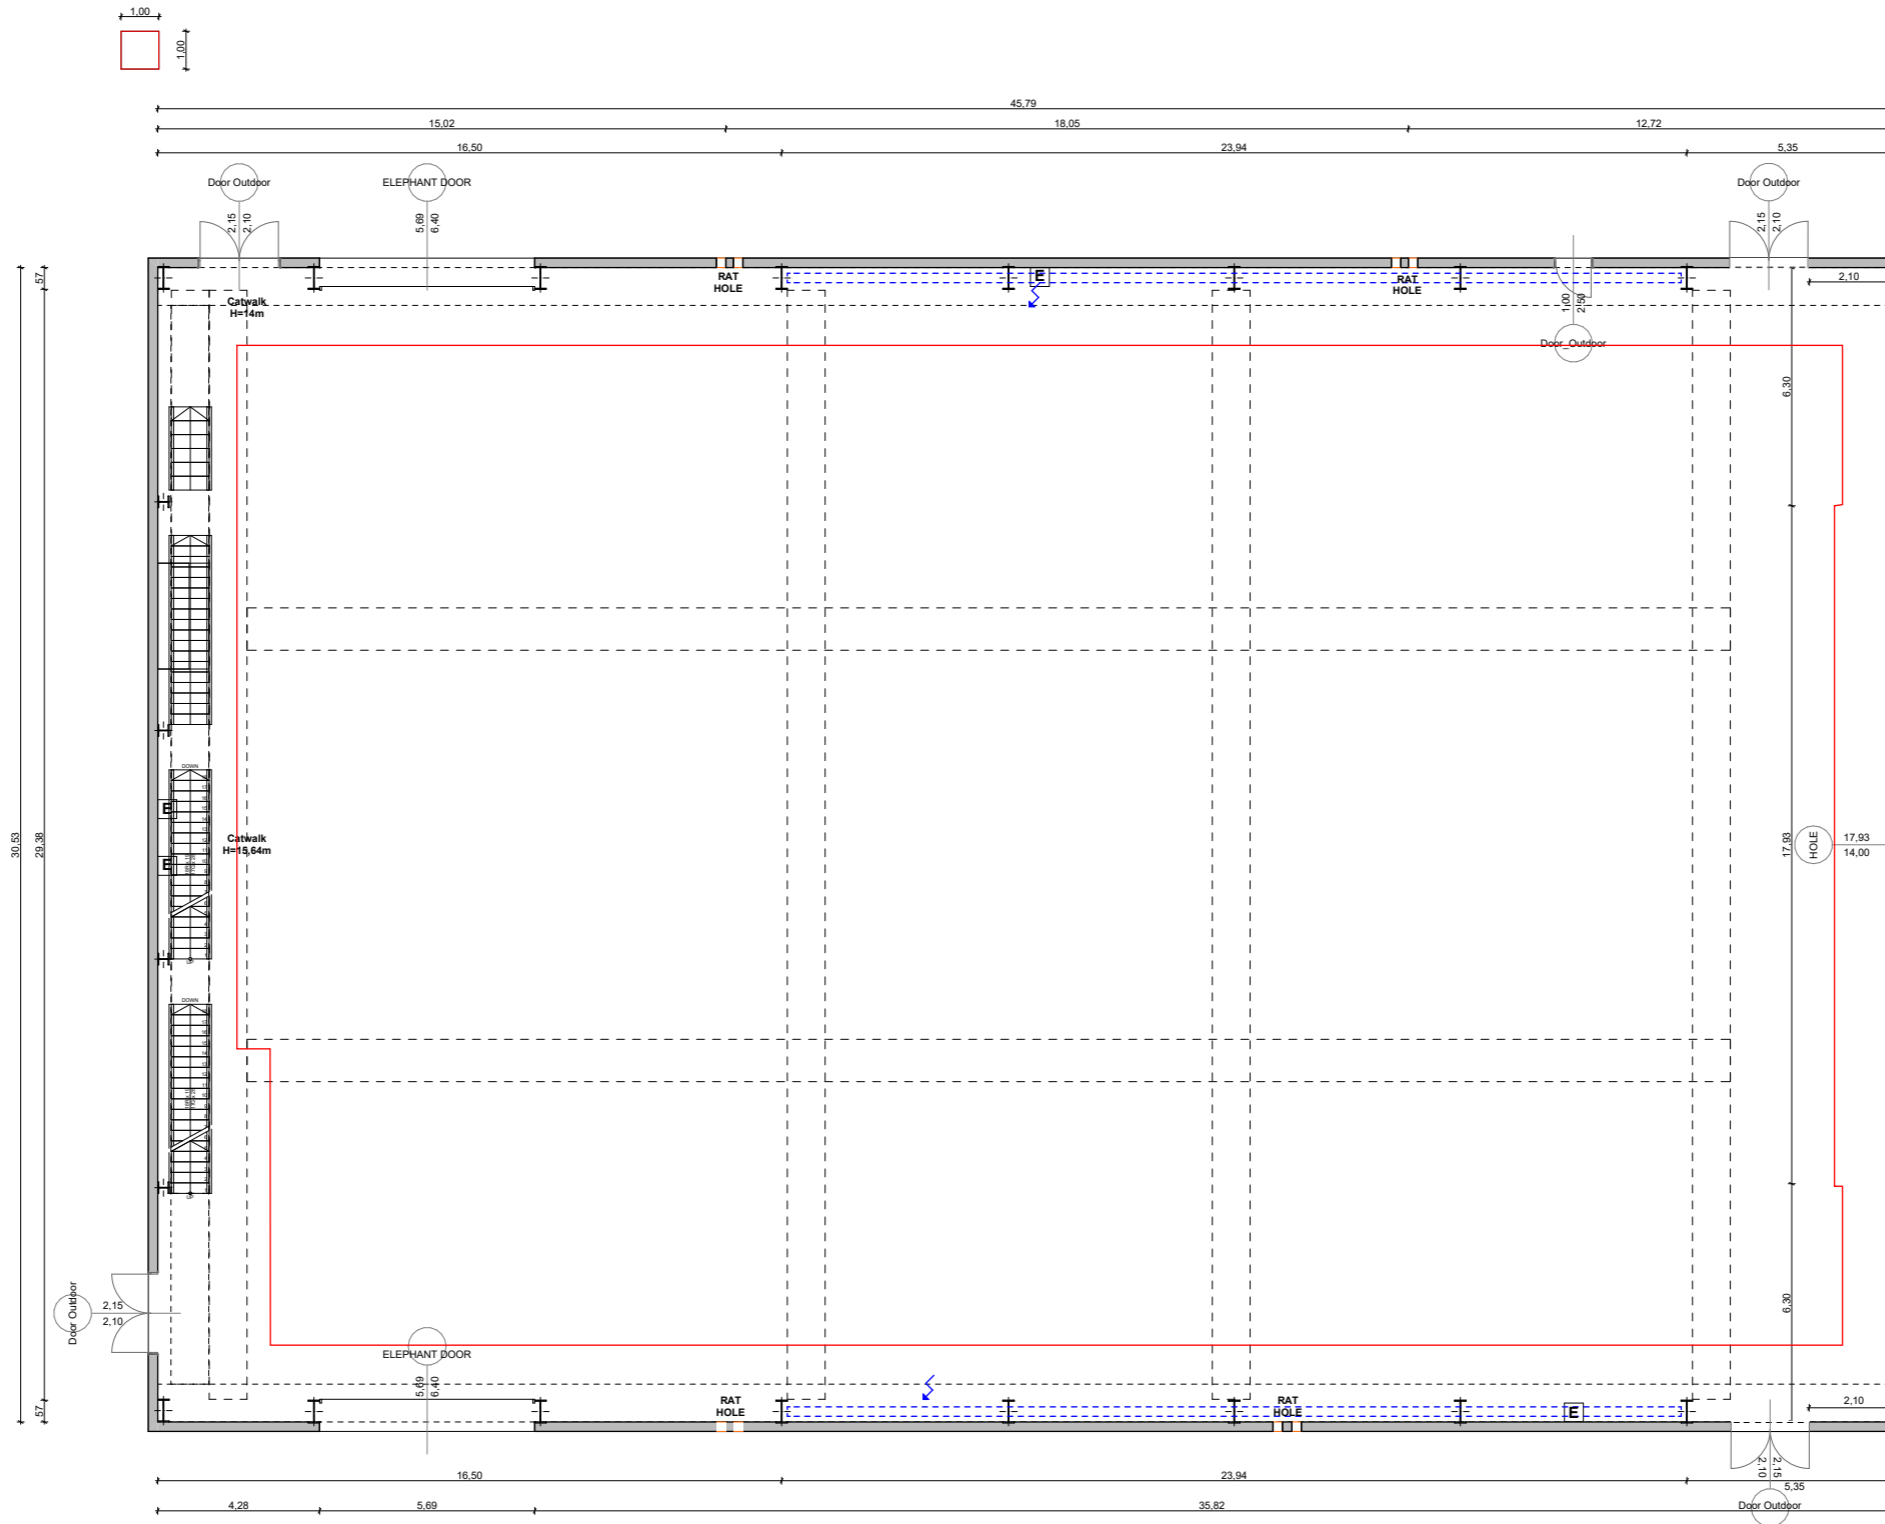 1,00
1,00
45,79
15,02
18,05
12,72
16,50
23,94
5,35
Door Outdoor
ELEPHANT DOOR
Door Outdoor
2,15
2,10
5,69
6,40
2,15
2,10
57
RAT
HOLE
E
RAT
HOLE
2,10
Catwalk
H=14m
1,00
2,50
Door_Outdoor
6,30
DOWN
E
Catwalk
H=15,64m
E
30,53
29,38
17,93
HOLE
17,93
14,00
DOWN
Door Outdoor
2,15
2,10
6,30
ELEPHANT DOOR
5,69
6,40
57
RAT
HOLE
RAT
HOLE
E
2,10
16,50
23,94
2,10
2,15
5,35
4,28
5,69
35,82
Door Outdoor